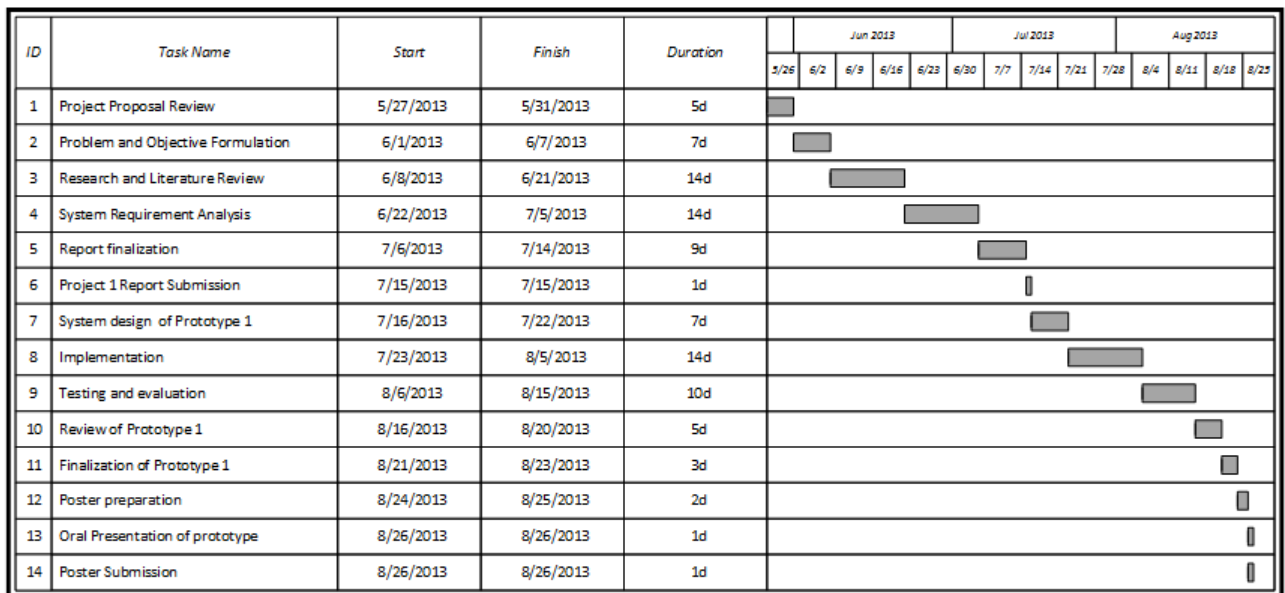 ID Task Name Start Finish Duration Jun 2013 Jul 2013 Aug 2013
5/26 6/2 6/9 6/16 6/23 6/30 7/7 7/14 7/21 7/28 8/4 8/11 8/18 8/25
1 Project Proposal Review 5/27/2013 5/31/2013 5d
2 Problem and Objective Formulation 6/1/2013 6/7/2013 7d
3 Research and Literature Review 6/8/2013 6/21/2013 14d
4 System Requirement Analysis 6/22/2013 7/5/2013 14d
5 Report finalization 7/6/2013 7/14/2013 9d
6 Project 1 Report Submission 7/15/2013 7/15/2013 1d
7 System design of Prototype 1 7/16/2013 7/22/2013 7d
8 Implementation 7/23/2013 8/5/2013 14d
9 Testing and evaluation 8/6/2013 8/15/2013 10d
10 Review of Prototype 1 8/16/2013 8/20/2013 5d
11 Finalization of Prototype 1 8/21/2013 8/23/2013 3d
12 Poster preparation 8/24/2013 8/25/2013 2d
13 Oral Presentation of prototype 8/26/2013 8/26/2013 1d
14 Poster Submission 8/26/2013 8/26/2013 1d